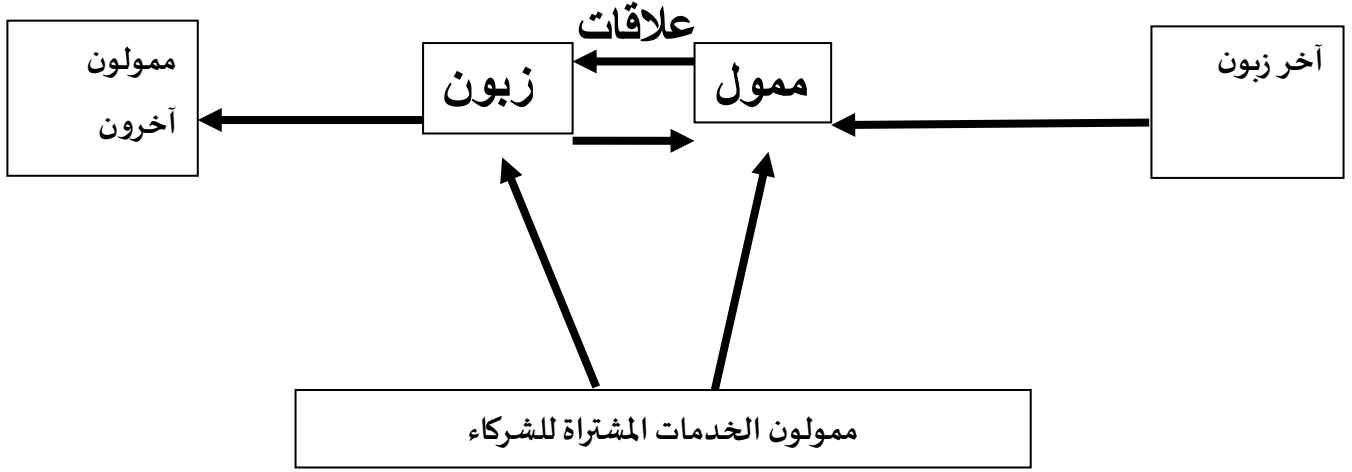 علاقات
آخر زبون
ممول
زبون
ممولون
آخرون
ممولون الخدمات المشتراة للشركاء